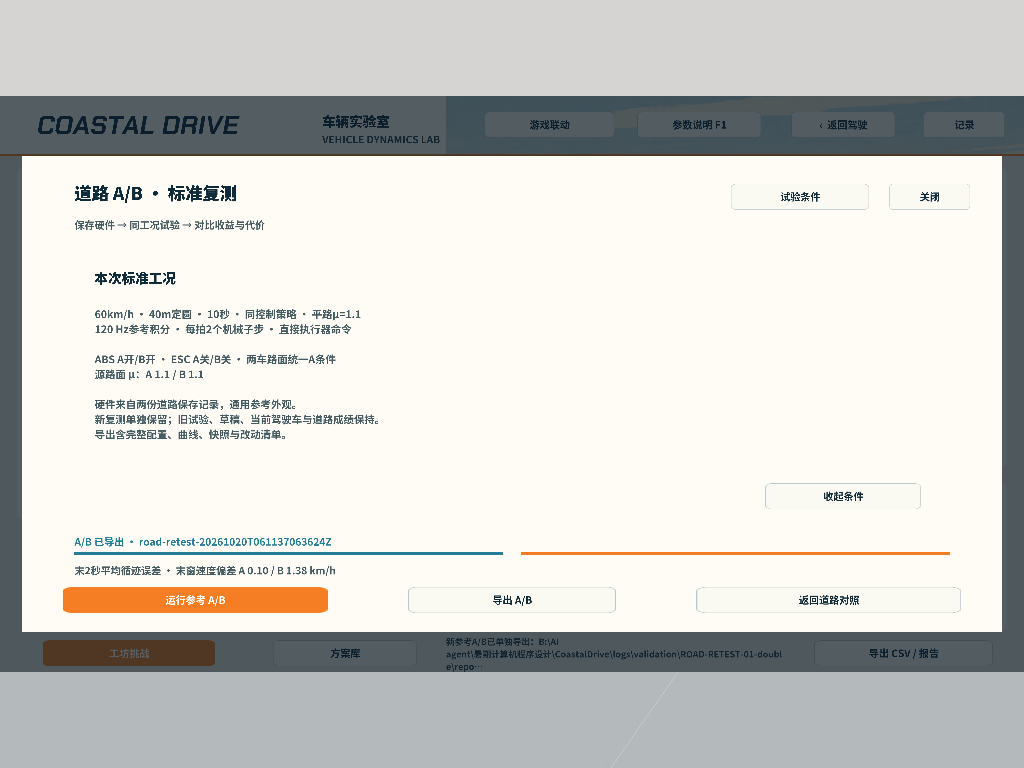 COASTAL DRIVE
车辆实验室
VEHICLE DYNAMICS LAB
游戏联动
参数说明 F1
‹ 返回驾驶
记录
道路 A/B · 标准复测
试验条件
关闭
保存硬件 → 同工况试验 → 对比收益与代价
本次标准工况
60km/h · 40m定圆 · 10秒 · 同控制策略 · 平路μ=1.1
120 Hz参考积分 · 每拍2个机械子步 · 直接执行器命令
ABS A开/B开 · ESC A关/B关 · 两车路面统一A条件
源路面 μ: A 1.1 / B 1.1
硬件来自两份道路保存记录，通用参考外观。
新复测单独保留；旧试验、草稿、当前驾驶车与道路成绩保持。
导出含完整配置、曲线、快照与改动清单。
收起条件
A/B 已导出 · road-retest-20261020T061137063624Z
末2秒平均循迹误差 · 末窗速度偏差 A 0.10 / B 1.38 km/h
运行参考 A/B
导出 A/B
返回道路对照
工坊挑战
方案库
新参考A/B已单独导出：B:\AI
agent\暑期计算机程序设计\CoastalDrive\logs\validation\ROAD-RETEST-01-doubl
e\repo…
导出 CSV / 报告